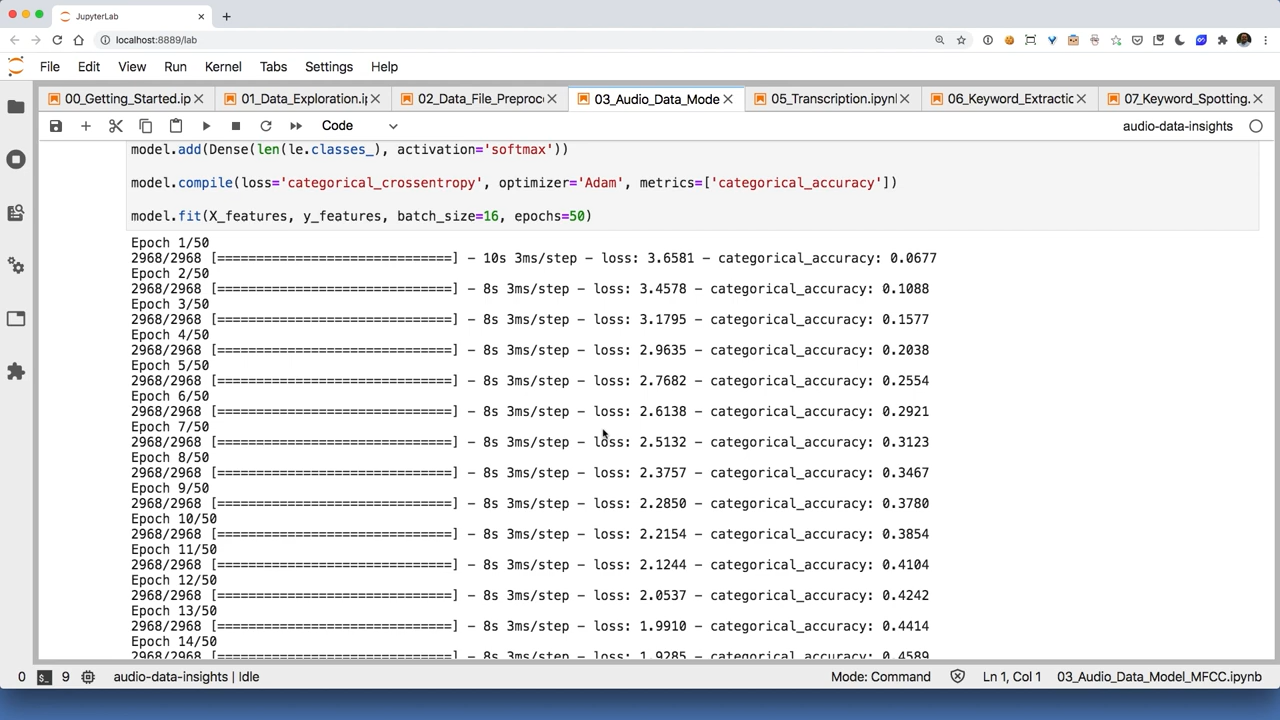 JupyterLab
localhost:8889/lab
File Edit View Run Kernel Tabs Settings Help
00_Getting_Started.ip 01_Data_Exploration.i 02_Data_File_Preproc 03_Audio_Data_Mode 05_Transcription.ipynl 06_Keyword_Extractic 07_Keyword_Spotting.
Code audio-data-insights
model.add(Dense(len(le.classes_), activation='softmax'))
model.compile(loss='categorical_crossentropy', optimizer='Adam', metrics=['categorical_accuracy'])
model.fit(X_features, y_features, batch_size=16, epochs=50)
Epoch 1/50
2968/2968 [==============================] - 10s 3ms/step - loss: 3.6581 - categorical_accuracy: 0.0677
Epoch 2/50
2968/2968 [==============================] - 8s 3ms/step - loss: 3.4578 - categorical_accuracy: 0.1088
Epoch 3/50
2968/2968 [==============================] - 8s 3ms/step - loss: 3.1795 - categorical_accuracy: 0.1577
Epoch 4/50
2968/2968 [==============================] - 8s 3ms/step - loss: 2.9635 - categorical_accuracy: 0.2038
Epoch 5/50
2968/2968 [==============================] - 8s 3ms/step - loss: 2.7682 - categorical_accuracy: 0.2554
Epoch 6/50
2968/2968 [==============================] - 8s 3ms/step - loss: 2.6138 - categorical_accuracy: 0.2921
Epoch 7/50
2968/2968 [==============================] - 8s 3ms/step - loss: 2.5132 - categorical_accuracy: 0.3123
Epoch 8/50
2968/2968 [==============================] - 8s 3ms/step - loss: 2.3757 - categorical_accuracy: 0.3467
Epoch 9/50
2968/2968 [==============================] - 8s 3ms/step - loss: 2.2850 - categorical_accuracy: 0.3780
Epoch 10/50
2968/2968 [==============================] - 8s 3ms/step - loss: 2.2154 - categorical_accuracy: 0.3854
Epoch 11/50
2968/2968 [==============================] - 8s 3ms/step - loss: 2.1244 - categorical_accuracy: 0.4104
Epoch 12/50
2968/2968 [==============================] - 8s 3ms/step - loss: 2.0537 - categorical_accuracy: 0.4242
Epoch 13/50
2968/2968 [==============================] - 8s 3ms/step - loss: 1.9910 - categorical_accuracy: 0.4414
Epoch 14/50
2968/2968 [==============================] - 8s 3ms/step - loss: 1.9285 - categorical_accuracy: 0.4589
0 9 audio-data-insights | Idle Mode: Command Ln 1, Col 1 03_Audio_Data_Model_MFCC.ipynb